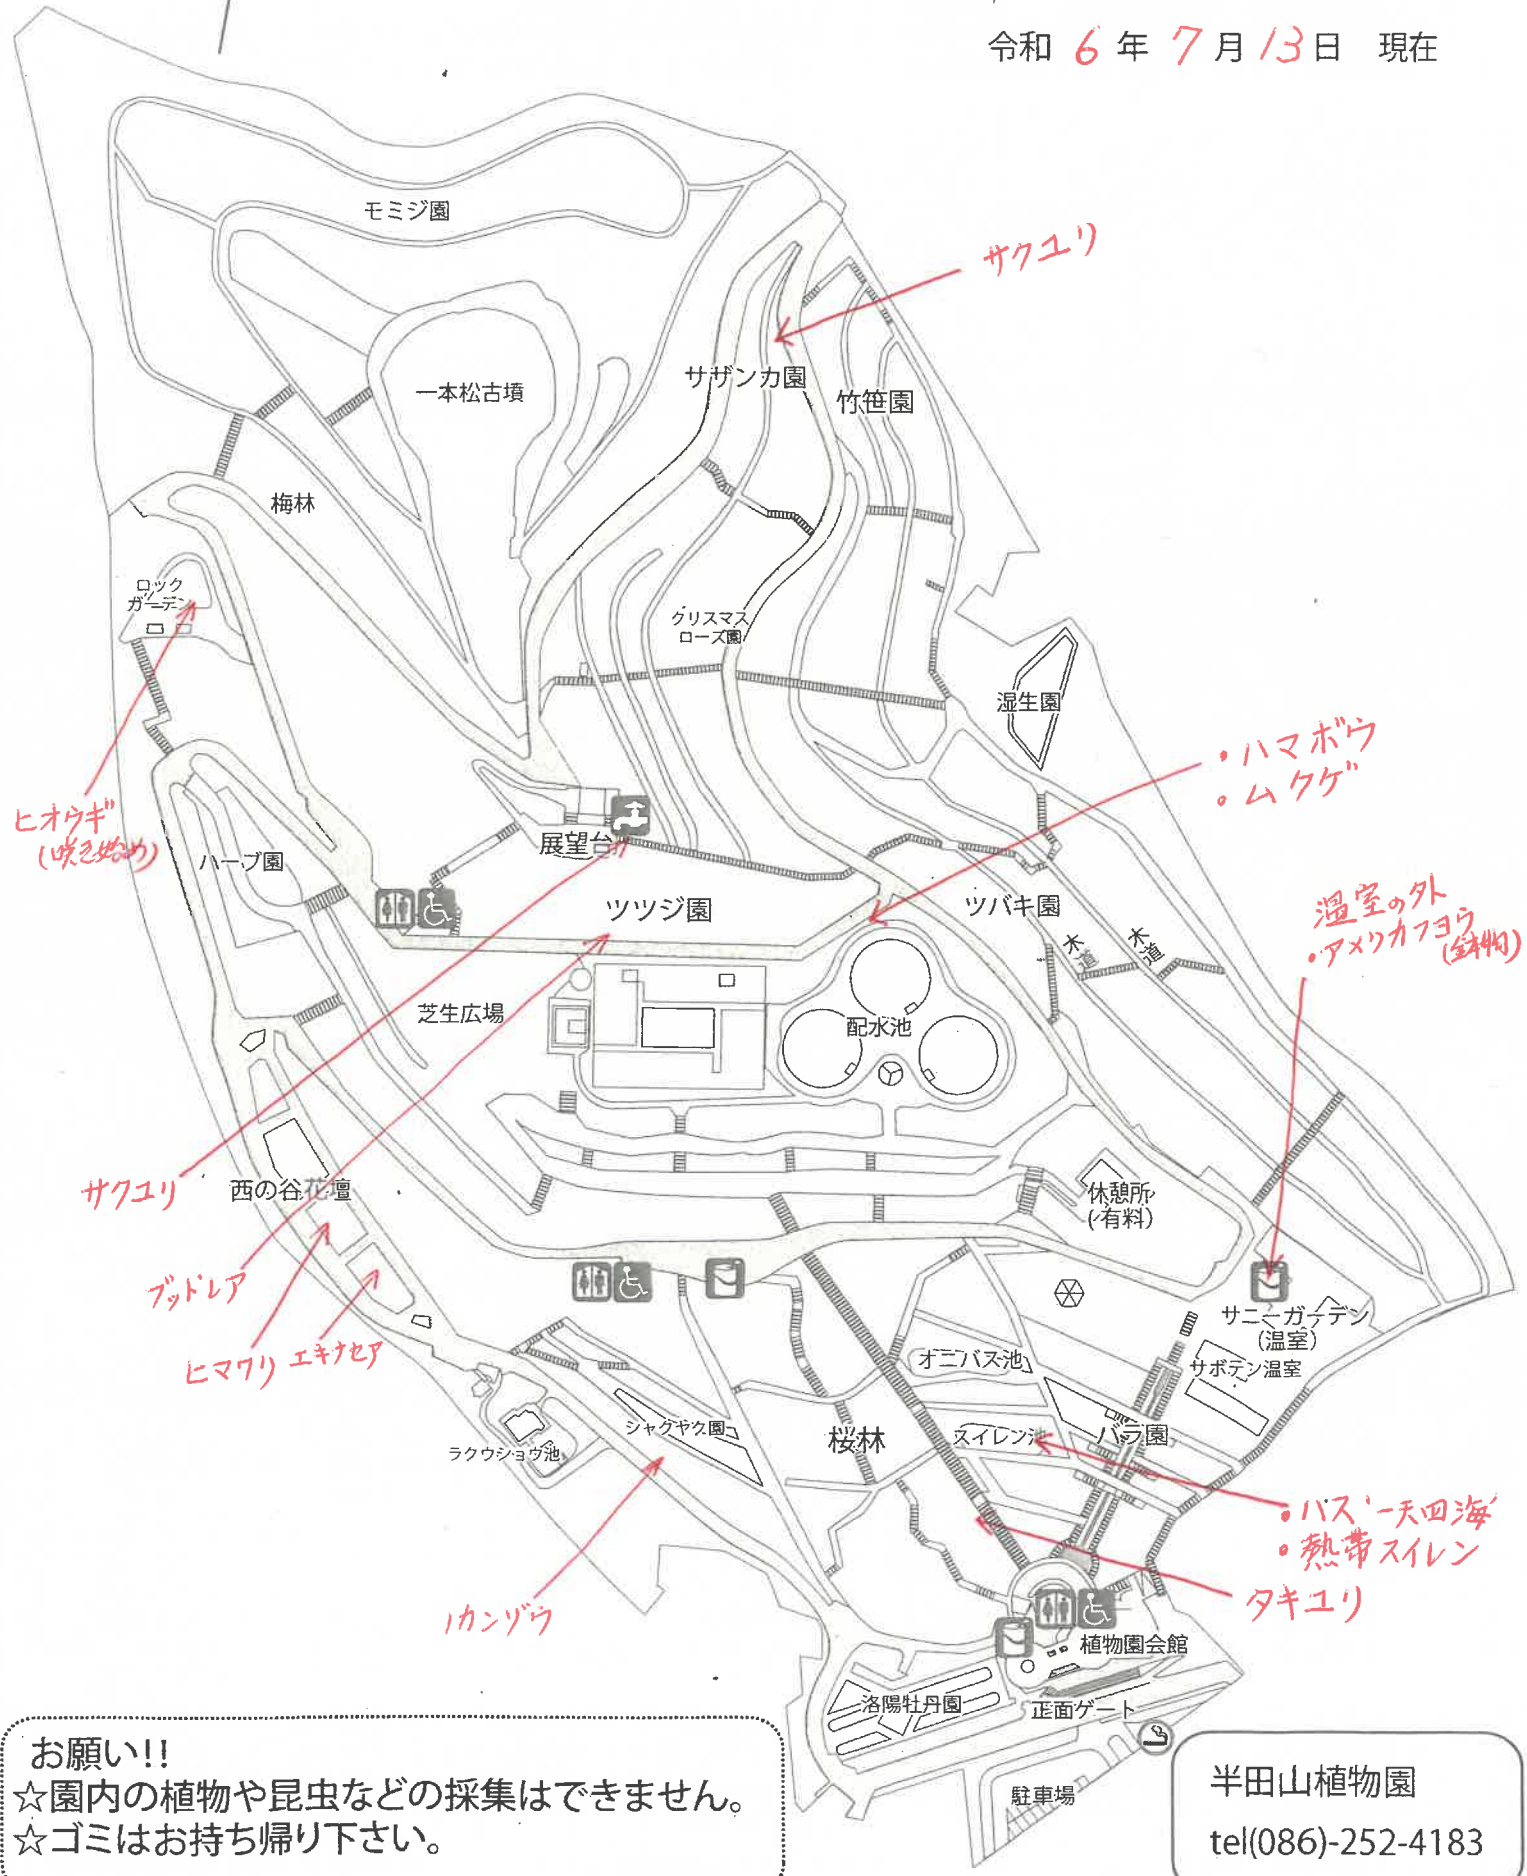 令和 6 年 7 月 13 日 現在
モミジ園
サクユリ
一本松古墳
サザンカ園
竹笹園
梅林
ロック
ガーデン
クリスマス
ローズ園
湿生園
・ハマボウ
・ムクゲ
ヒオウギ
(咲き始め)
ハーブ園
展望台
ツツジ園
ツバキ園
木道
木道
温室の外
・アメリカフヨウ
(鉢物)
芝生広場
配水池
サクユリ
西の谷花壇
休憩所
(有料)
ブッドレア
ヒマワリ
エキナセア
サニーガーデン
(温室)
サボテン温室
オニバス池
シャクヤク園
ラクウショウ池
桜林
スイレン池
バラ園
・ハス '一天四海'
・熱帯スイレン
タキユリ
ノカンゾウ
植物園会館
洛陽牡丹園
正面ゲート
駐車場
お願い!!
☆園内の植物や昆虫などの採集はできません。
☆ゴミはお持ち帰り下さい。
半田山植物園
tel(086)-252-4183